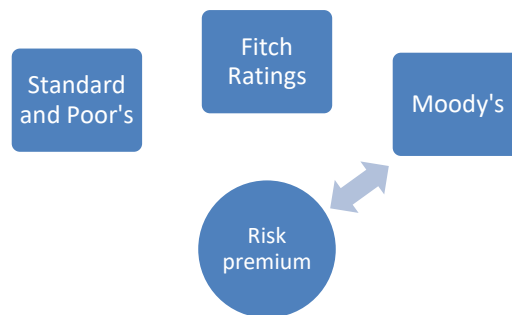 Standard
and Poor's
Fitch
Ratings
Moody's
Risk
premium